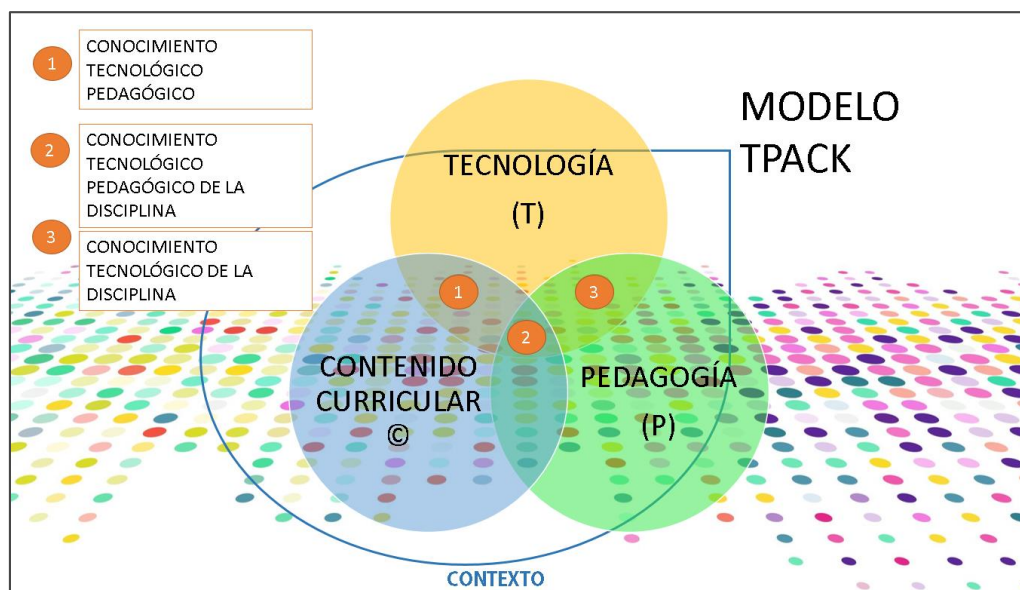 1
CONOCIMIENTO
TECNOLÓGICO
PEDAGÓGICO
2
CONOCIMIENTO
TECNOLÓGICO
PEDAGÓGICO DE LA
DISCIPLINA
3
CONOCIMIENTO
TECNOLÓGICO DE LA
DISCIPLINA
MODELO
TPACK
TECNOLOGÍA
(T)
1
3
2
CONTENIDO
CURRICULAR
©
PEDAGOGÍA
(P)
CONTEXTO